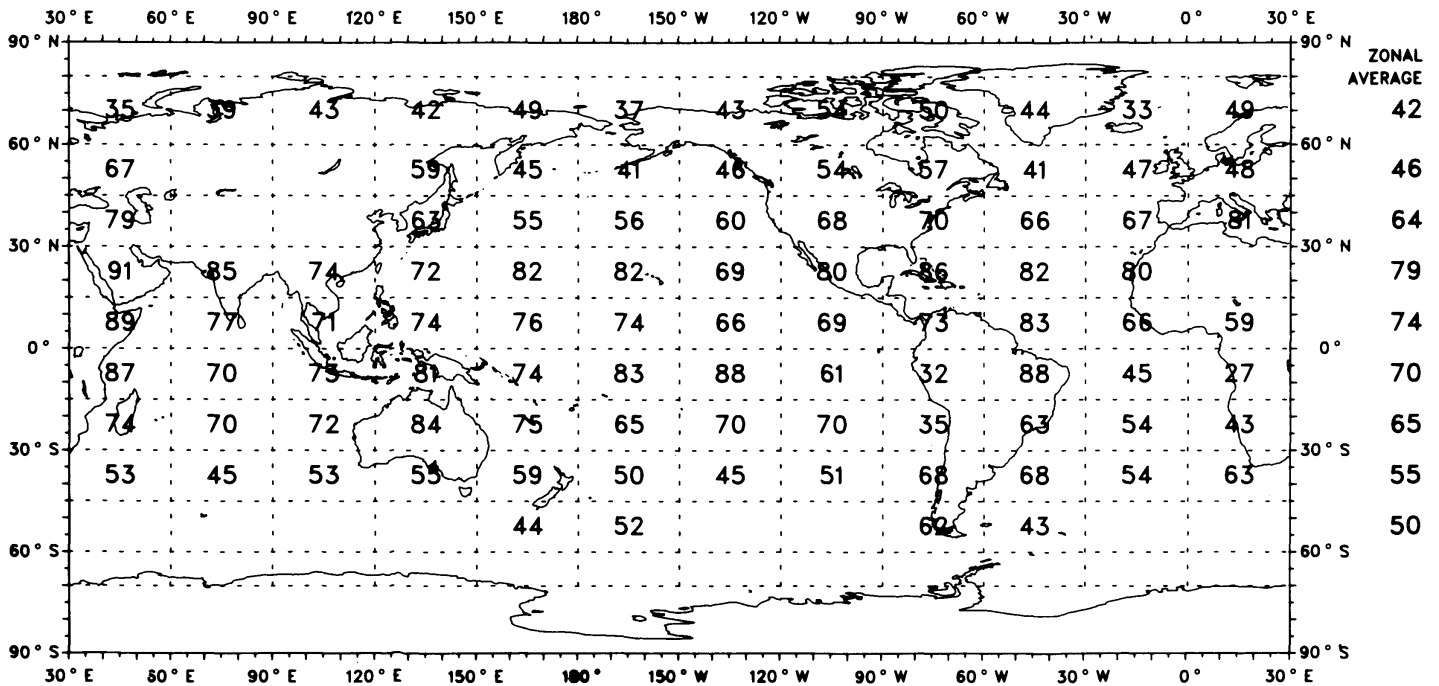 30° E 60° E 90° E 120° E 150° E 180° 150° W 120° W 90° W 60° W 30° W 0° 30° E
90° N 90° N
ZONAL
AVERAGE
35 39 43 42 49 37 43 54 50 44 33 49 42
60° N 60° N
67 59 45 41 46 54 57 41 47 48 46
79 63 55 56 60 68 70 66 67 81 64
30° N 30° N
91 85 74 72 82 82 69 80 86 82 80 79
89 77 71 74 76 74 66 69 73 83 66 59 74
0° 0°
87 70 75 81 74 83 88 61 32 88 45 27 70
74 70 72 84 75 65 70 70 35 63 54 43 65
30° S 30° S
53 45 53 55 59 50 45 51 68 68 54 63 55
44 52 62 43 50
60° S 60° S
90° S 90° S
30° E 60° E 90° E 120° E 150° E 180° 150° W 120° W 90° W 60° W 30° W 0° 30° E